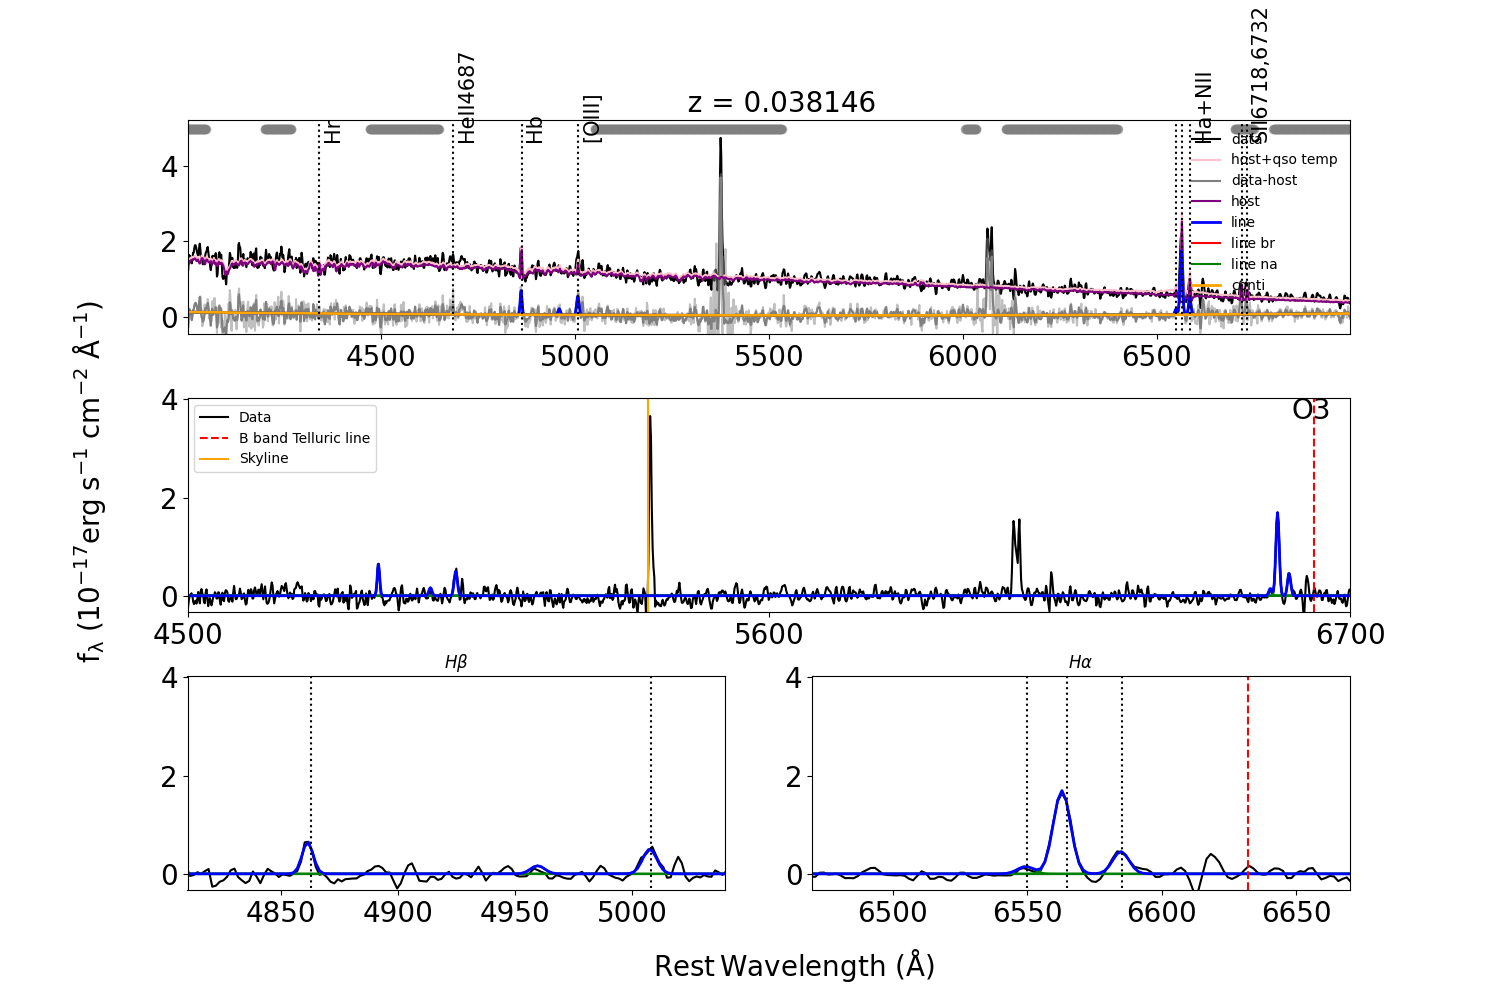 z = 0.038146
Hr
HeII4687
Hb
[OIII]
Ha+NII
SII6718,6732
data
host+qso temp
data-host
host
line
line br
line na
conti
4
2
0
4500 5000 5500 6000 6500
Data
B band Telluric line
Skyline
O3
4
2
0
4500 5600 6700
fλ (10−17erg s−1 cm−2 Å−1)
Hβ
4
2
0
4850 4900 4950 5000
Hα
4
2
0
6500 6550 6600 6650
Rest Wavelength (Å)